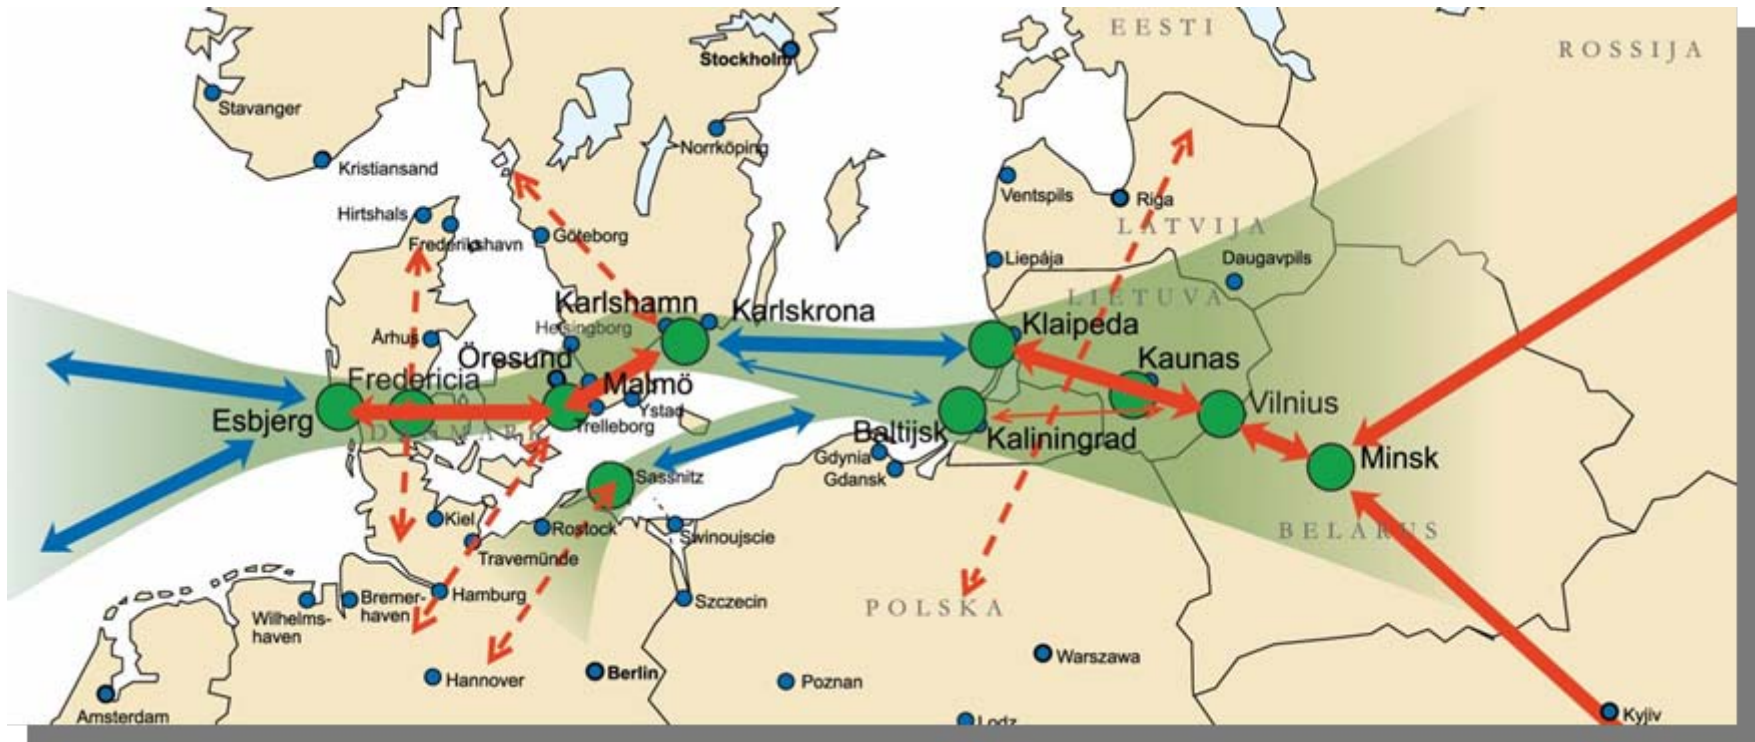 EESTI
ROSSIJA
Stockholm
Stavanger
Norrköping
Kristiansand
Ventspils
Riga
Hirtshals
LATVIJA
Göteborg
Frederikshavn
Liepája
Daugavpils
LIETUVA
Karlshamn
Karlskrona
Helsingborg
Klaipeda
Århus
Öresund
Kaunas
Fredericia
Malmö
Vilnius
Ystad
Esbjerg
DANMARK
Trelleborg
Baltijsk
Kaliningrad
Gdynia
Minsk
Sassnitz
Gdansk
Kiel
Rostock
BELARUS
Swinoujscie
Travemünde
Hamburg
Bremer-
haven
Szczecin
POLSKA
Wilhelms-
haven
Warszawa
Berlin
Hannover
Poznan
Amsterdam
Kyjiv
Lodz